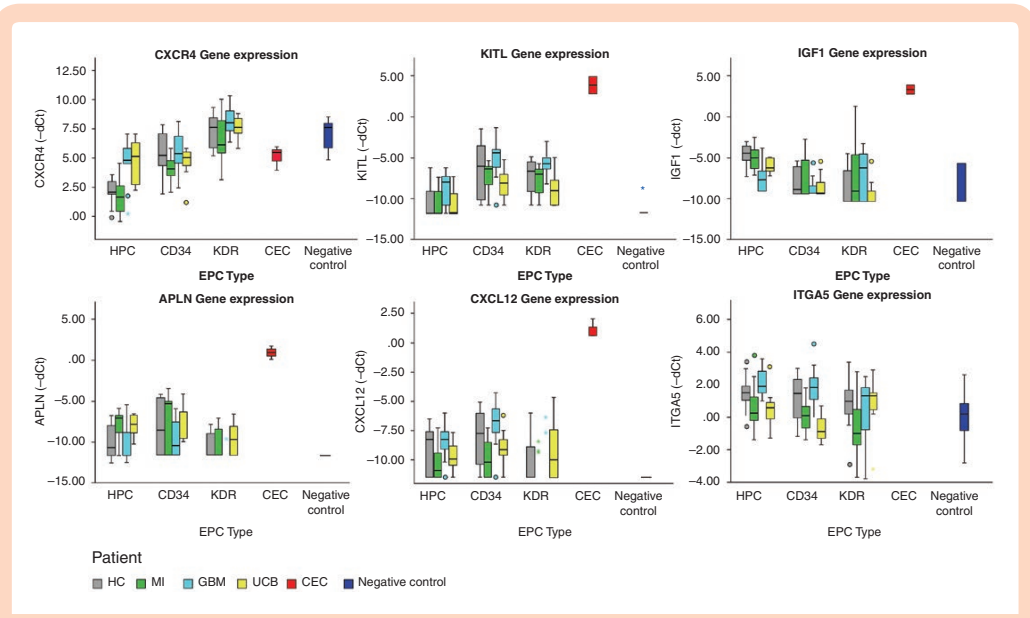 CXCR4 Gene expression
CXCR4 (–dCt)
12.50
10.00
7.50
5.00
2.50
.00
HPC CD34 KDR CEC Negative
control
EPC Type
KITL Gene expression
KITL (–dCt)
5.00
.00
–5.00
–10.00
–15.00
HPC CD34 KDR CEC Negative
control
EPC Type
IGF1 Gene expression
IGF1 (–dct)
5.00
.00
–5.00
–10.00
–15.00
HPC CD34 KDR CEC Negative
control
EPC Type
APLN Gene expression
APLN (–dCt)
5.00
.00
–5.00
–10.00
–15.00
HPC CD34 KDR CEC Negative
control
EPC Type
CXCL12 Gene expression
CXCL12 (–dCt)
2.50
.00
–2.50
–5.00
–7.50
–10.00
HPC CD34 KDR CEC Negative
control
EPC Type
ITGA5 Gene expression
ITGA5 (–dCt)
6.00
4.00
2.00
.00
–2.00
–4.00
HPC CD34 KDR CEC Negative
control
EPC Type
Patient
HC MI GBM UCB CEC Negative control